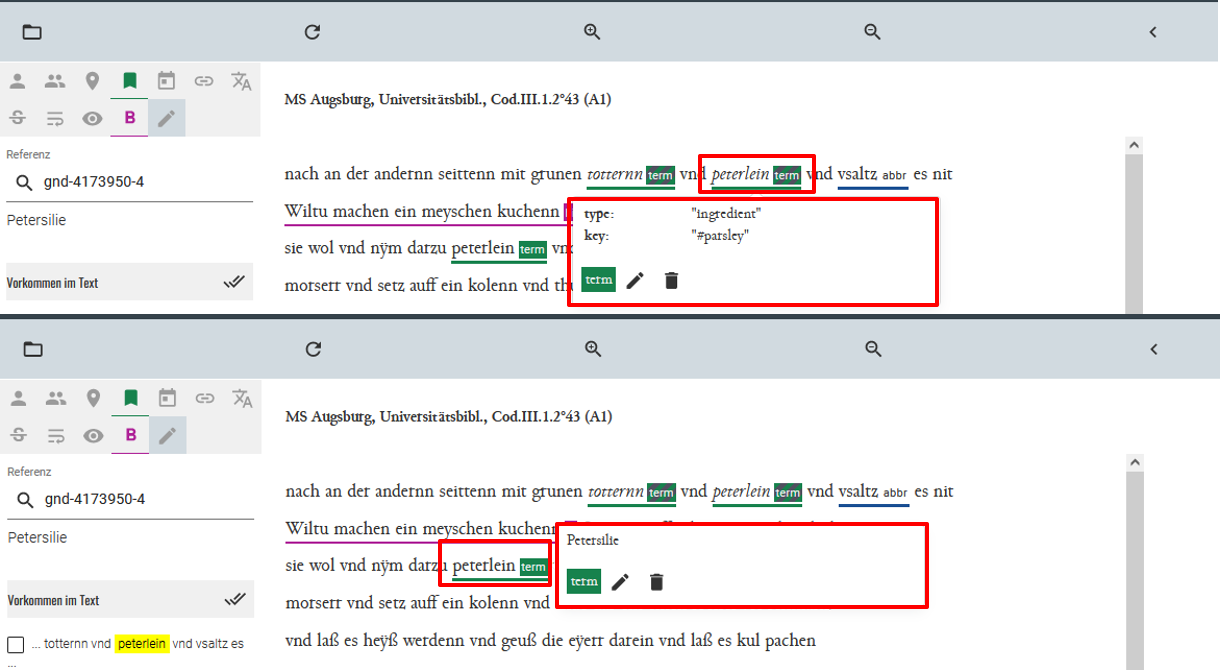 MS Augsburg, Universitätsbibl., Cod.III.1.2°43 (A1)
B
Referenz
gnd-4173950-4
Petersilie
Vorkommen im Text
nach an der andernn seittenn mit grunen totternn term vnd peterlein term vnd vsaltz abbr es nit
Wiltu machen ein meyschen kuchenn
type: "ingredient"
key: "#parsley"
sie wol vnd nÿm darzu peterlein term vnd
morserr vnd setz auff ein kolenn vnd
term
MS Augsburg, Universitätsbibl., Cod.III.1.2°43 (A1)
B
Referenz
gnd-4173950-4
Petersilie
Vorkommen im Text
... totternn vnd peterlein vnd vsaltz es
...
nach an der andernn seittenn mit grunen totternn term vnd peterlein term vnd vsaltz abbr es nit
Wiltu machen ein meyschen kuchenn
Petersilie
sie wol vnd nÿm darzu peterlein term
term
morserr vnd setz auff ein kolenn vnd
vnd laß es heÿß werdenn vnd geuß die eÿerr darein vnd laß es kul pachen